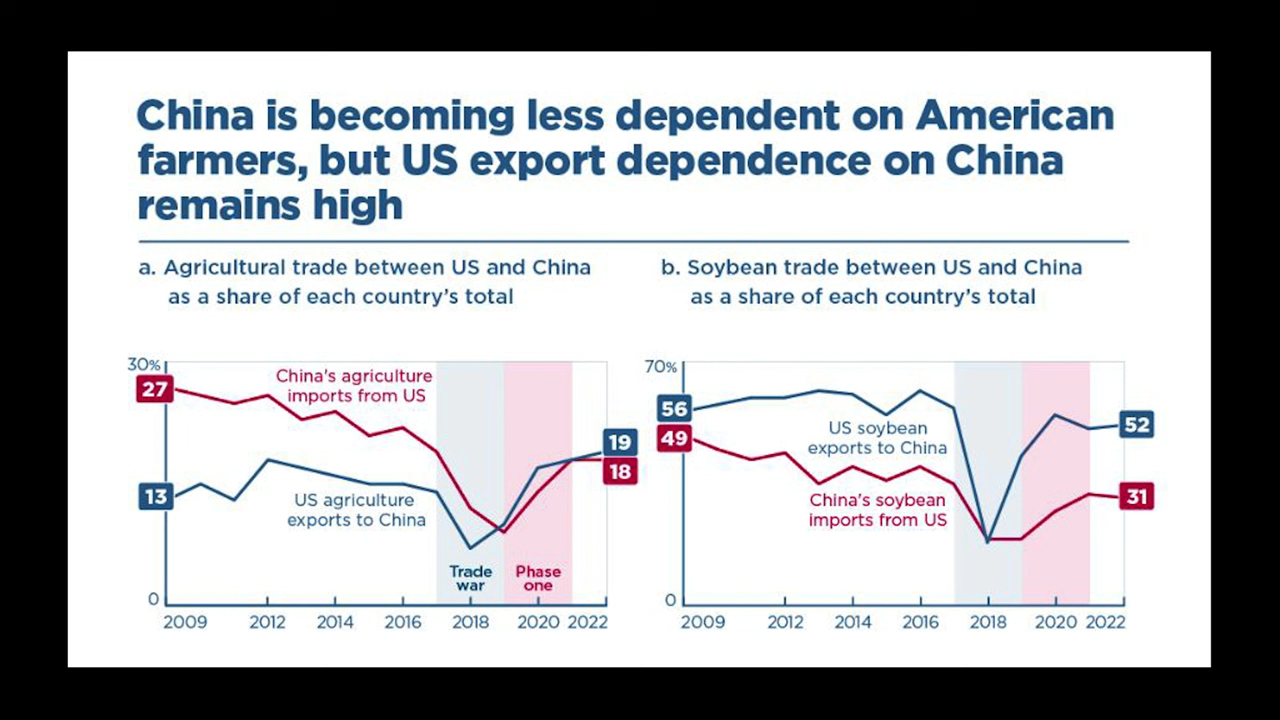 China is becoming less dependent on American
farmers, but US export dependence on China
remains high
a. Agricultural trade between US and China
as a share of each country's total
30%
27
China's agriculture
imports from US
13
US agriculture
exports to China
19
18
Trade
war
Phase
one
0
2009 2012 2014 2016 2018 2020 2022
b. Soybean trade between US and China
as a share of each country's total
70%
56
49
US soybean
exports to China
China's soybean
imports from US
52
31
0
2009 2012 2014 2016 2018 2020 2022